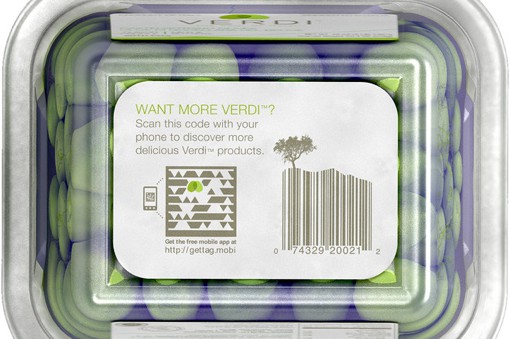 VERDI
WANT MORE VERDI™?
Scan this code with your
phone to discover more
delicious Verdi™ products.
Get the free mobile app at
http://gettag.mobi
0 74329 20021 2